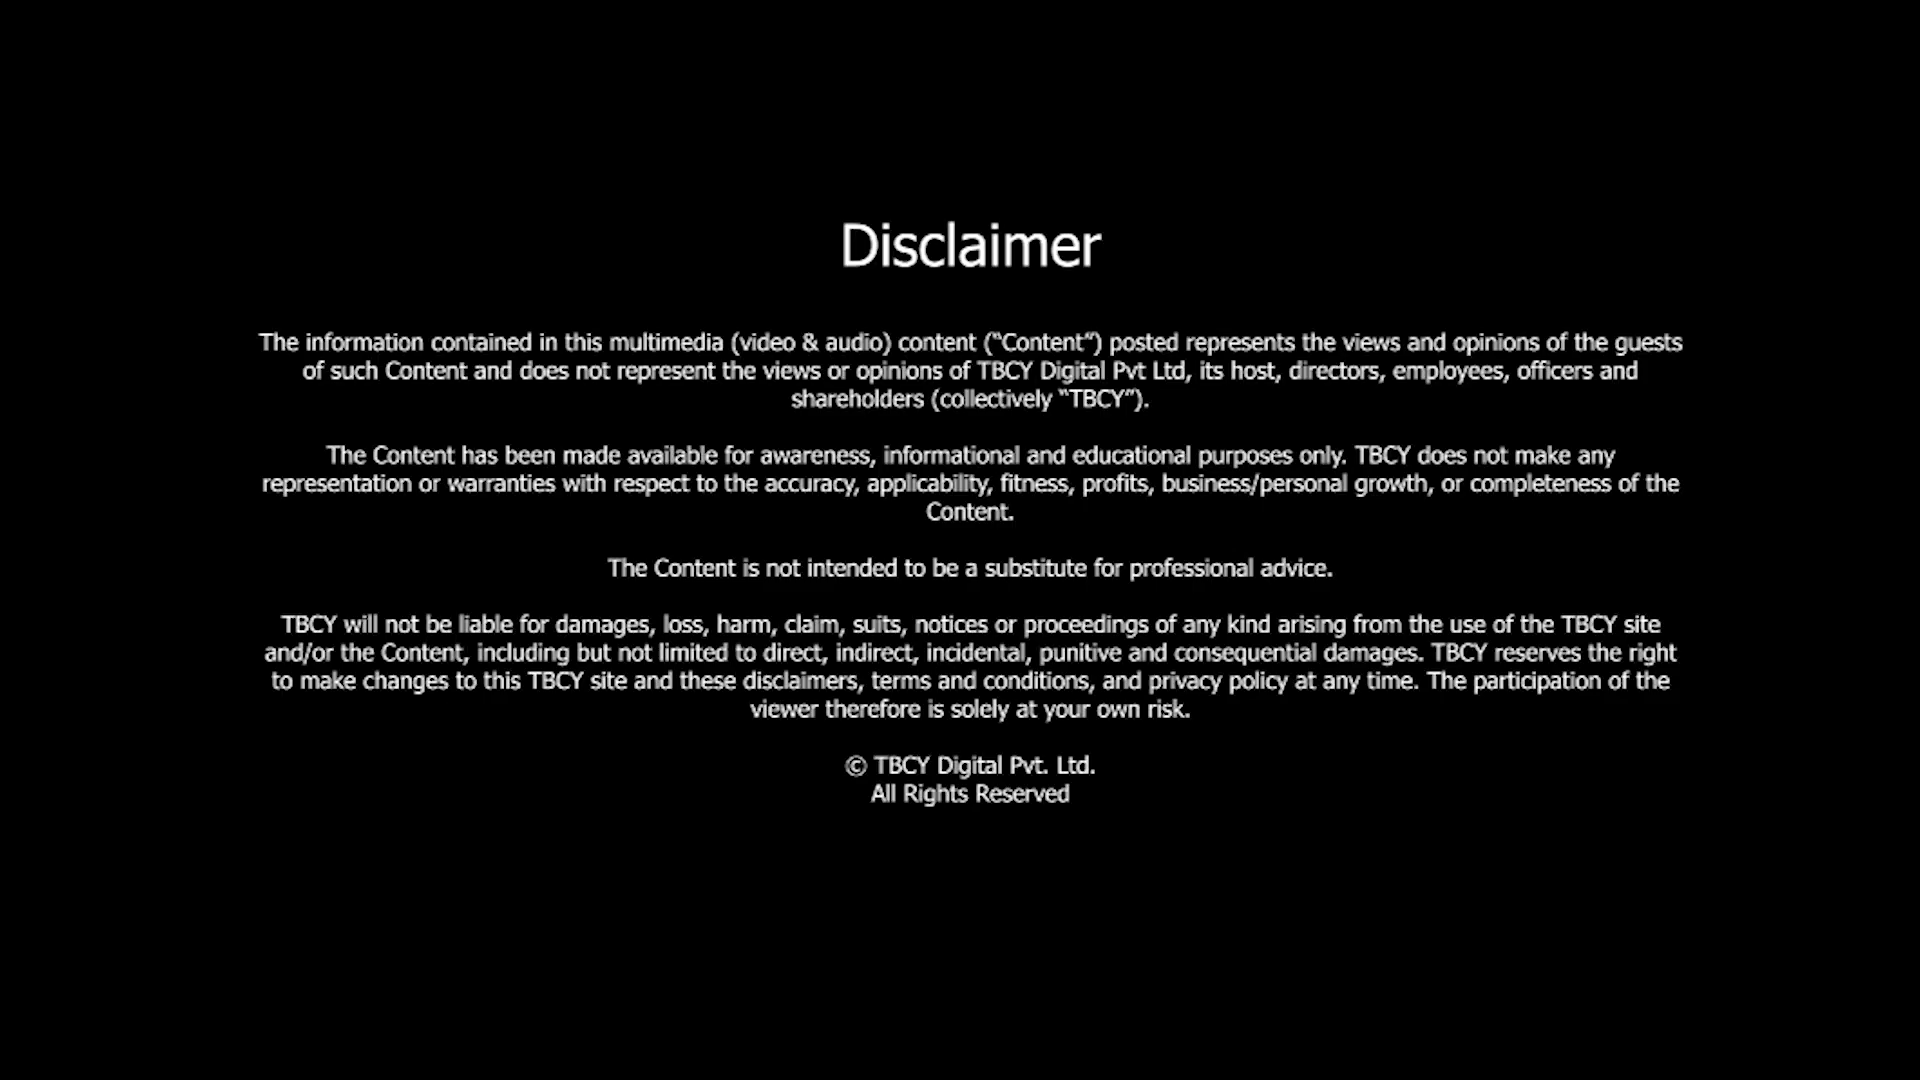 Disclaimer
The information contained in this multimedia (video & audio) content (“Content”) posted represents the views and opinions of the guests
of such Content and does not represent the views or opinions of TBCY Digital Pvt Ltd, its host, directors, employees, officers and
shareholders (collectively “TBCY”).
The Content has been made available for awareness, informational and educational purposes only. TBCY does not make any
representation or warranties with respect to the accuracy, applicability, fitness, profits, business/personal growth, or completeness of the
Content.
The Content is not intended to be a substitute for professional advice.
TBCY will not be liable for damages, loss, harm, claim, suits, notices or proceedings of any kind arising from the use of the TBCY site
and/or the Content, including but not limited to direct, indirect, incidental, punitive and consequential damages. TBCY reserves the right
to make changes to this TBCY site and these disclaimers, terms and conditions, and privacy policy at any time. The participation of the
viewer therefore is solely at your own risk.
© TBCY Digital Pvt. Ltd.
All Rights Reserved